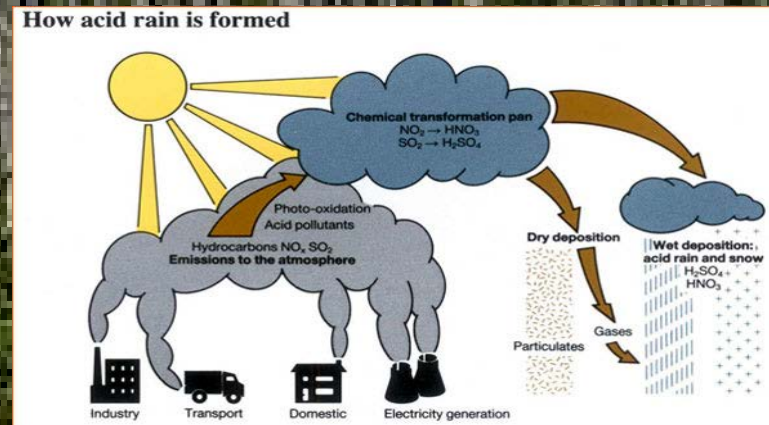 How acid rain is formed
Chemical transformation pan
NO₂ → HNO₃
SO₂ → H₂SO₄
Photo-oxidation
Acid pollutants
Hydrocarbons NOₓ SO₂
Emissions to the atmosphere
Dry deposition
Wet deposition:
acid rain and snow
H₂SO₄
HNO₃
Particulates
Gases
Industry
Transport
Domestic
Electricity generation